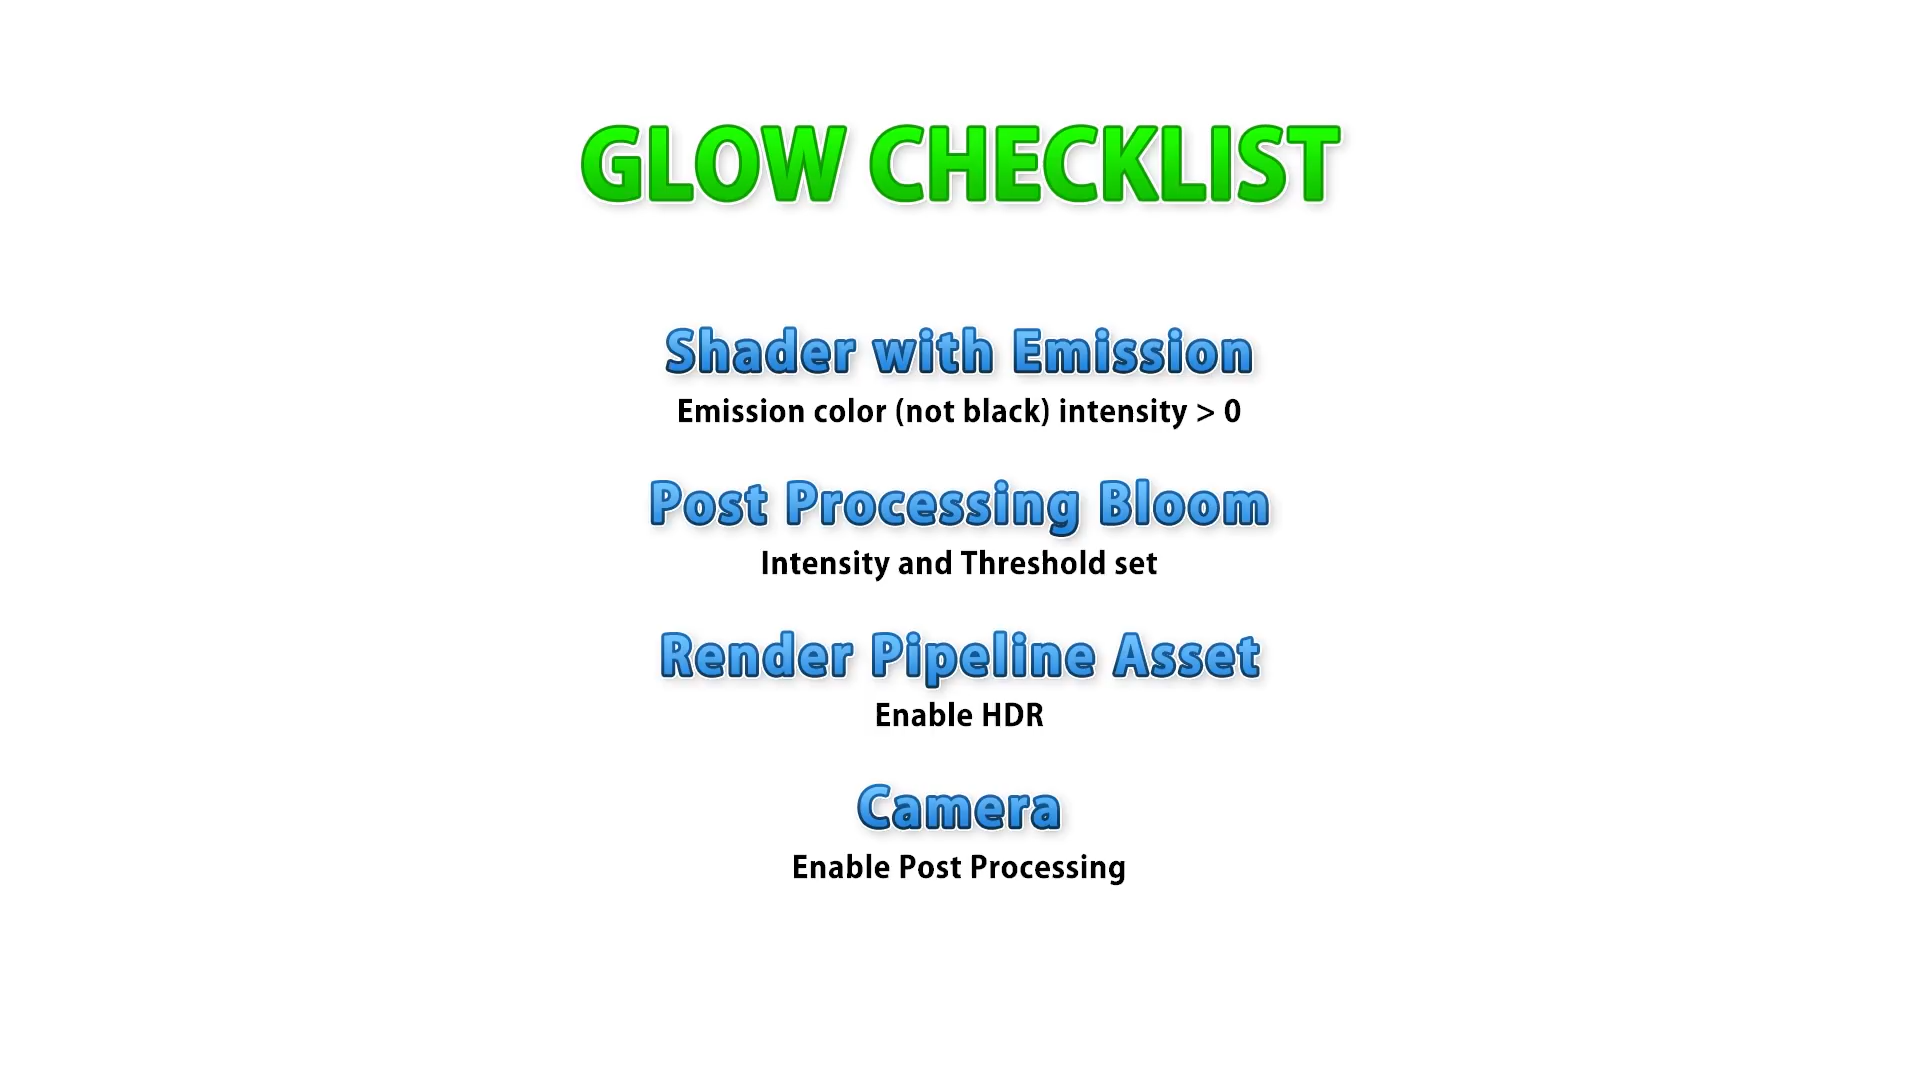 GLOW CHECKLIST
Shader with Emission
Emission color (not black) intensity > 0
Post Processing Bloom
Intensity and Threshold set
Render Pipeline Asset
Enable HDR
Camera
Enable Post Processing